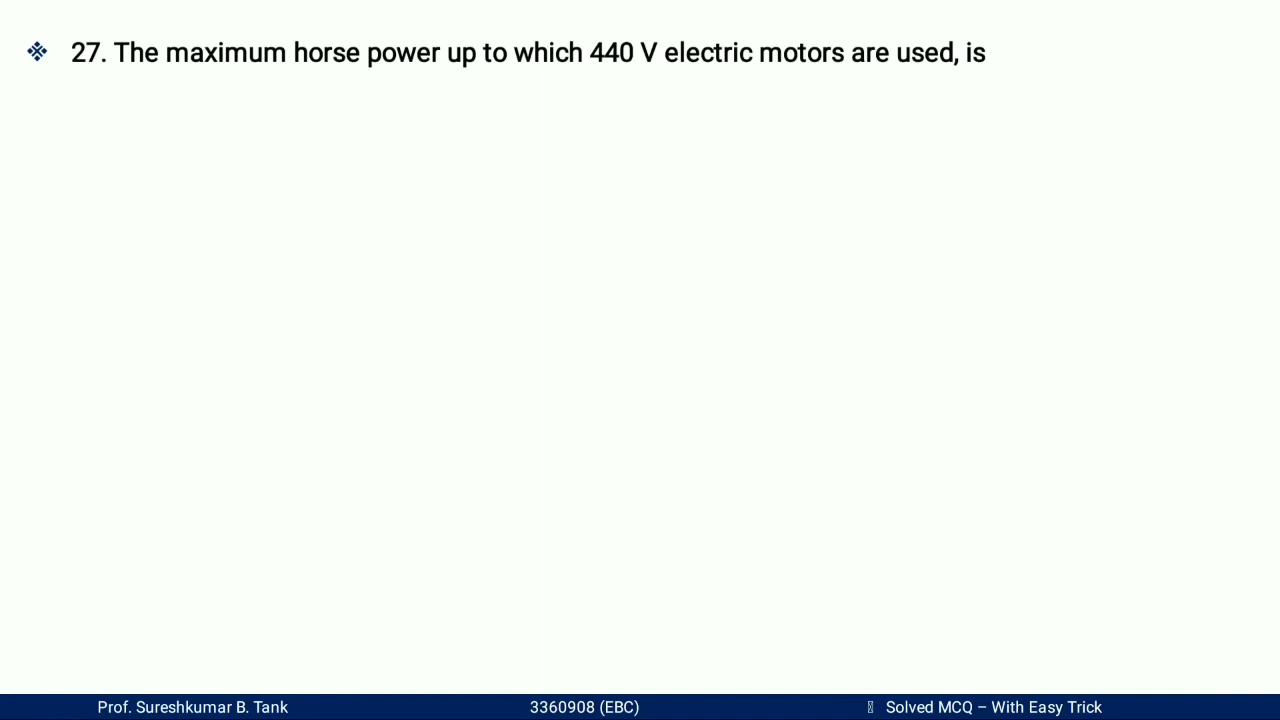 ❖ 27. The maximum horse power up to which 440 V electric motors are used, is
Prof. Sureshkumar B. Tank 3360908 (EBC) Solved MCQ – With Easy Trick